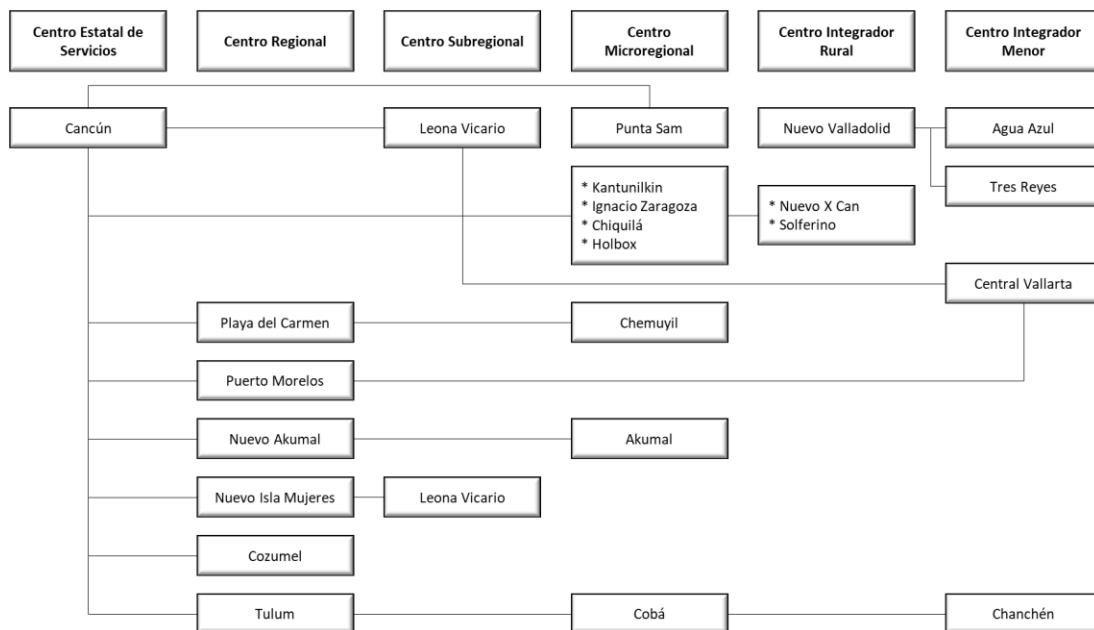 Centro Estatal de
Servicios
Centro Regional
Centro Subregional
Centro
Microregional
Centro Integrador
Rural
Centro Integrador
Menor
Cancún
Leona Vicario
Punta Sam
Nuevo Valladolid
Agua Azul
Tres Reyes
* Kantunilkin
* Ignacio Zaragoza
* Chiquilá
* Holbox
* Nuevo X Can
* Solferino
Central Vallarta
Playa del Carmen
Chemuyil
Puerto Morelos
Nuevo Akumal
Akumal
Nuevo Isla Mujeres
Leona Vicario
Cozumel
Tulum
Cobá
Chanchén